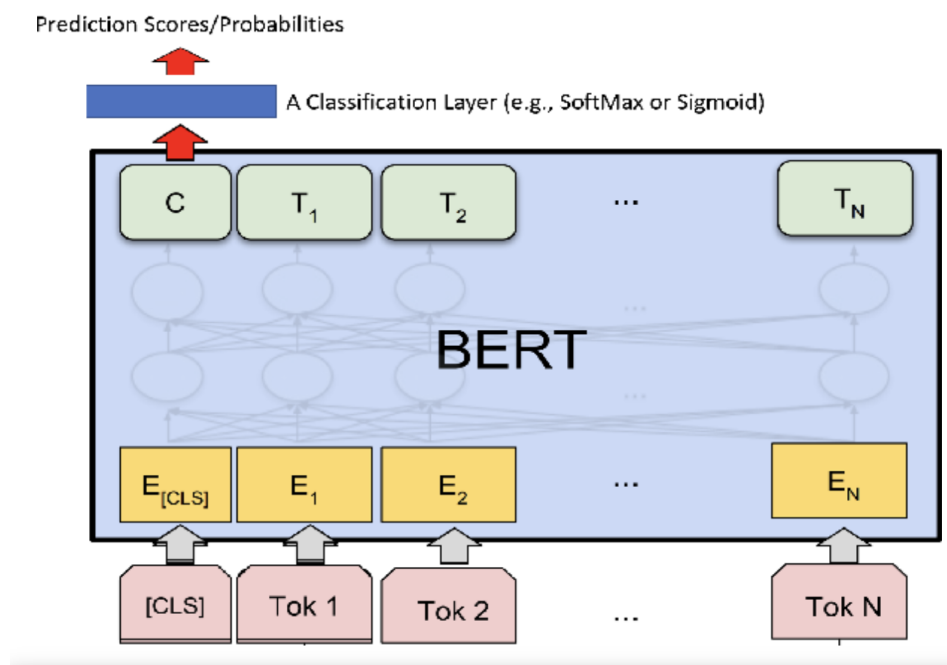 Prediction Scores/Probabilities
A Classification Layer (e.g., SoftMax or Sigmoid)
C T1 T2 ... TN
...
BERT
...
E[CLS] E1 E2 ... EN
[CLS] Tok 1 Tok 2 ... Tok N